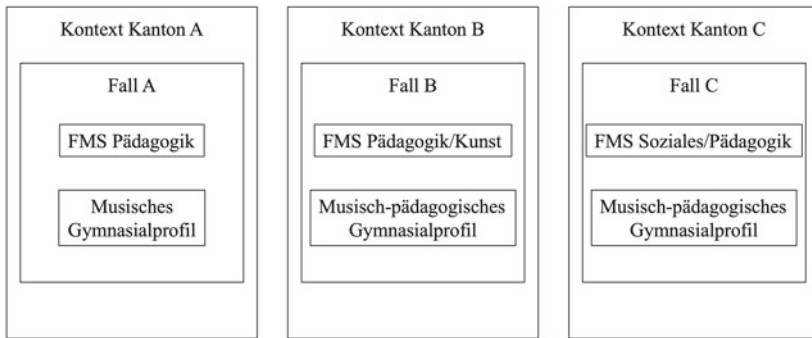 Kontext Kanton A
Fall A
FMS Pädagogik
Musisches
Gymnasialprofil
Kontext Kanton B
Fall B
FMS Pädagogik/Kunst
Musisch-pädagogisches
Gymnasialprofil
Kontext Kanton C
Fall C
FMS Soziales/Pädagogik
Musisch-pädagogisches
Gymnasialprofil